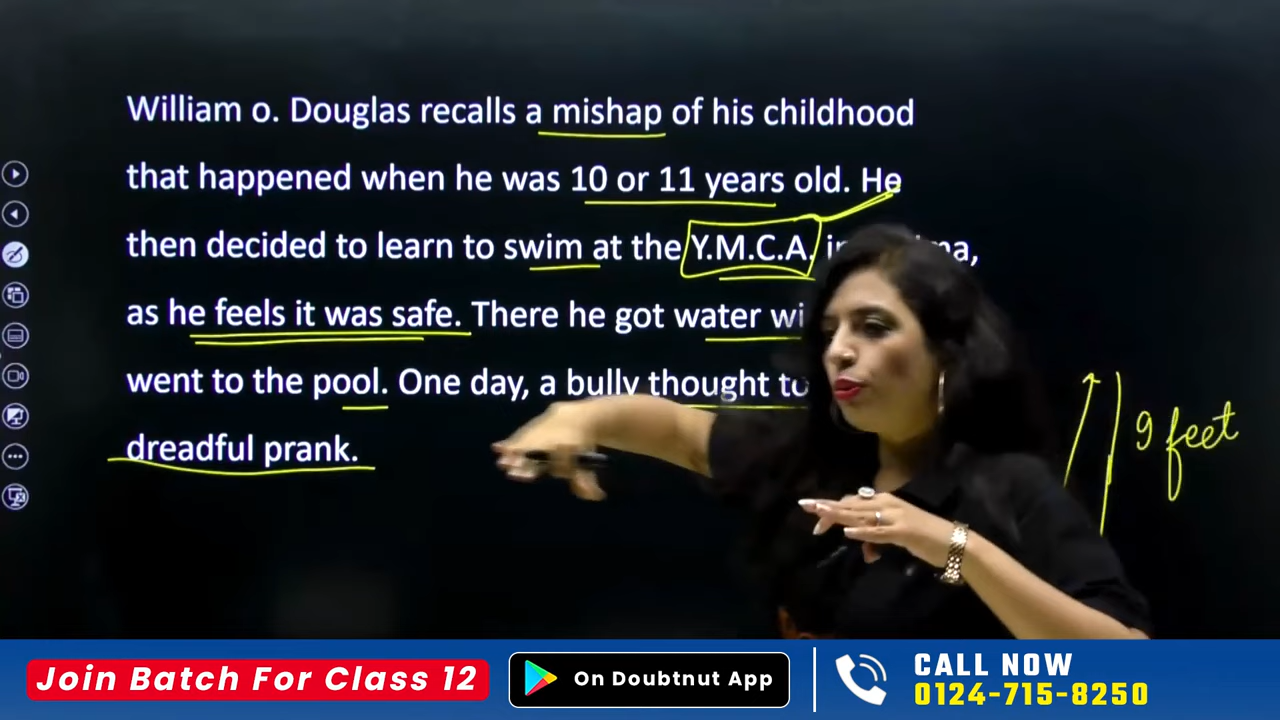 William o. Douglas recalls a mishap of his childhood
that happened when he was 10 or 11 years old. He
then decided to learn to swim at the Y.M.C.A.
as he feels it was safe. There he got water
went to the pool. One day, a bully thought to
dreadful prank.
9 feet
Join Batch For Class 12
On Doubtnut App
CALL NOW
0124-715-8250